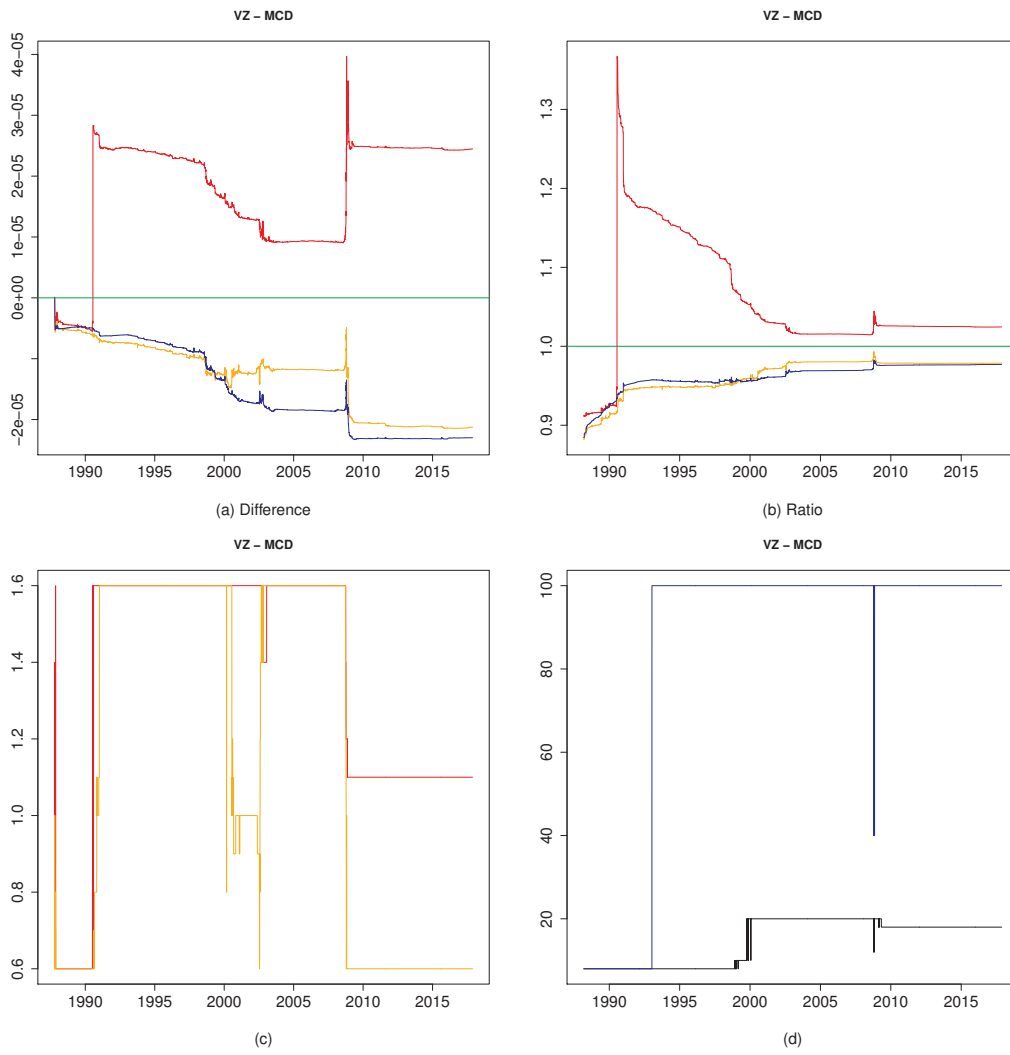 VZ − MCD
4e−05
3e−05
2e−05
1e−05
0e+00
−2e−05
1990 1995 2000 2005 2010 2015
(a) Difference
VZ − MCD
1.3
1.2
1.1
1.0
0.9
1990 1995 2000 2005 2010 2015
(b) Ratio
VZ − MCD
1.6
1.4
1.2
1.0
0.8
0.6
1990 1995 2000 2005 2010 2015
(c)
VZ − MCD
100
80
60
40
20
1990 1995 2000 2005 2010 2015
(d)